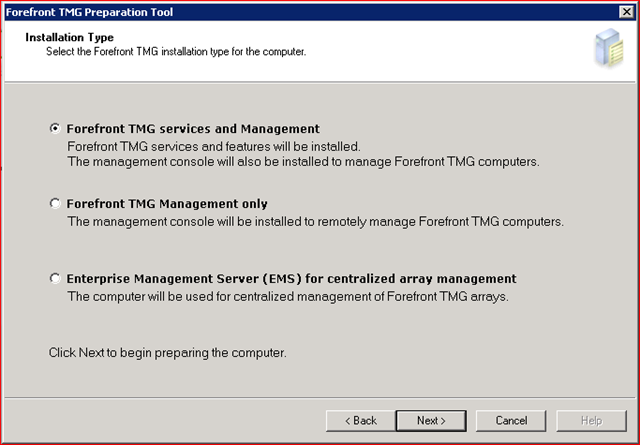 Forefront TMG Preparation Tool
Installation Type
Select the Forefront TMG installation type for the computer.
Forefront TMG services and Management
Forefront TMG services and features will be installed.
The management console will also be installed to manage Forefront TMG computers.
Forefront TMG Management only
The management console will be installed to remotely manage Forefront TMG computers.
Enterprise Management Server (EMS) for centralized array management
The computer will be used for centralized management of Forefront TMG arrays.
Click Next to begin preparing the computer.
< Back Next > Cancel Help